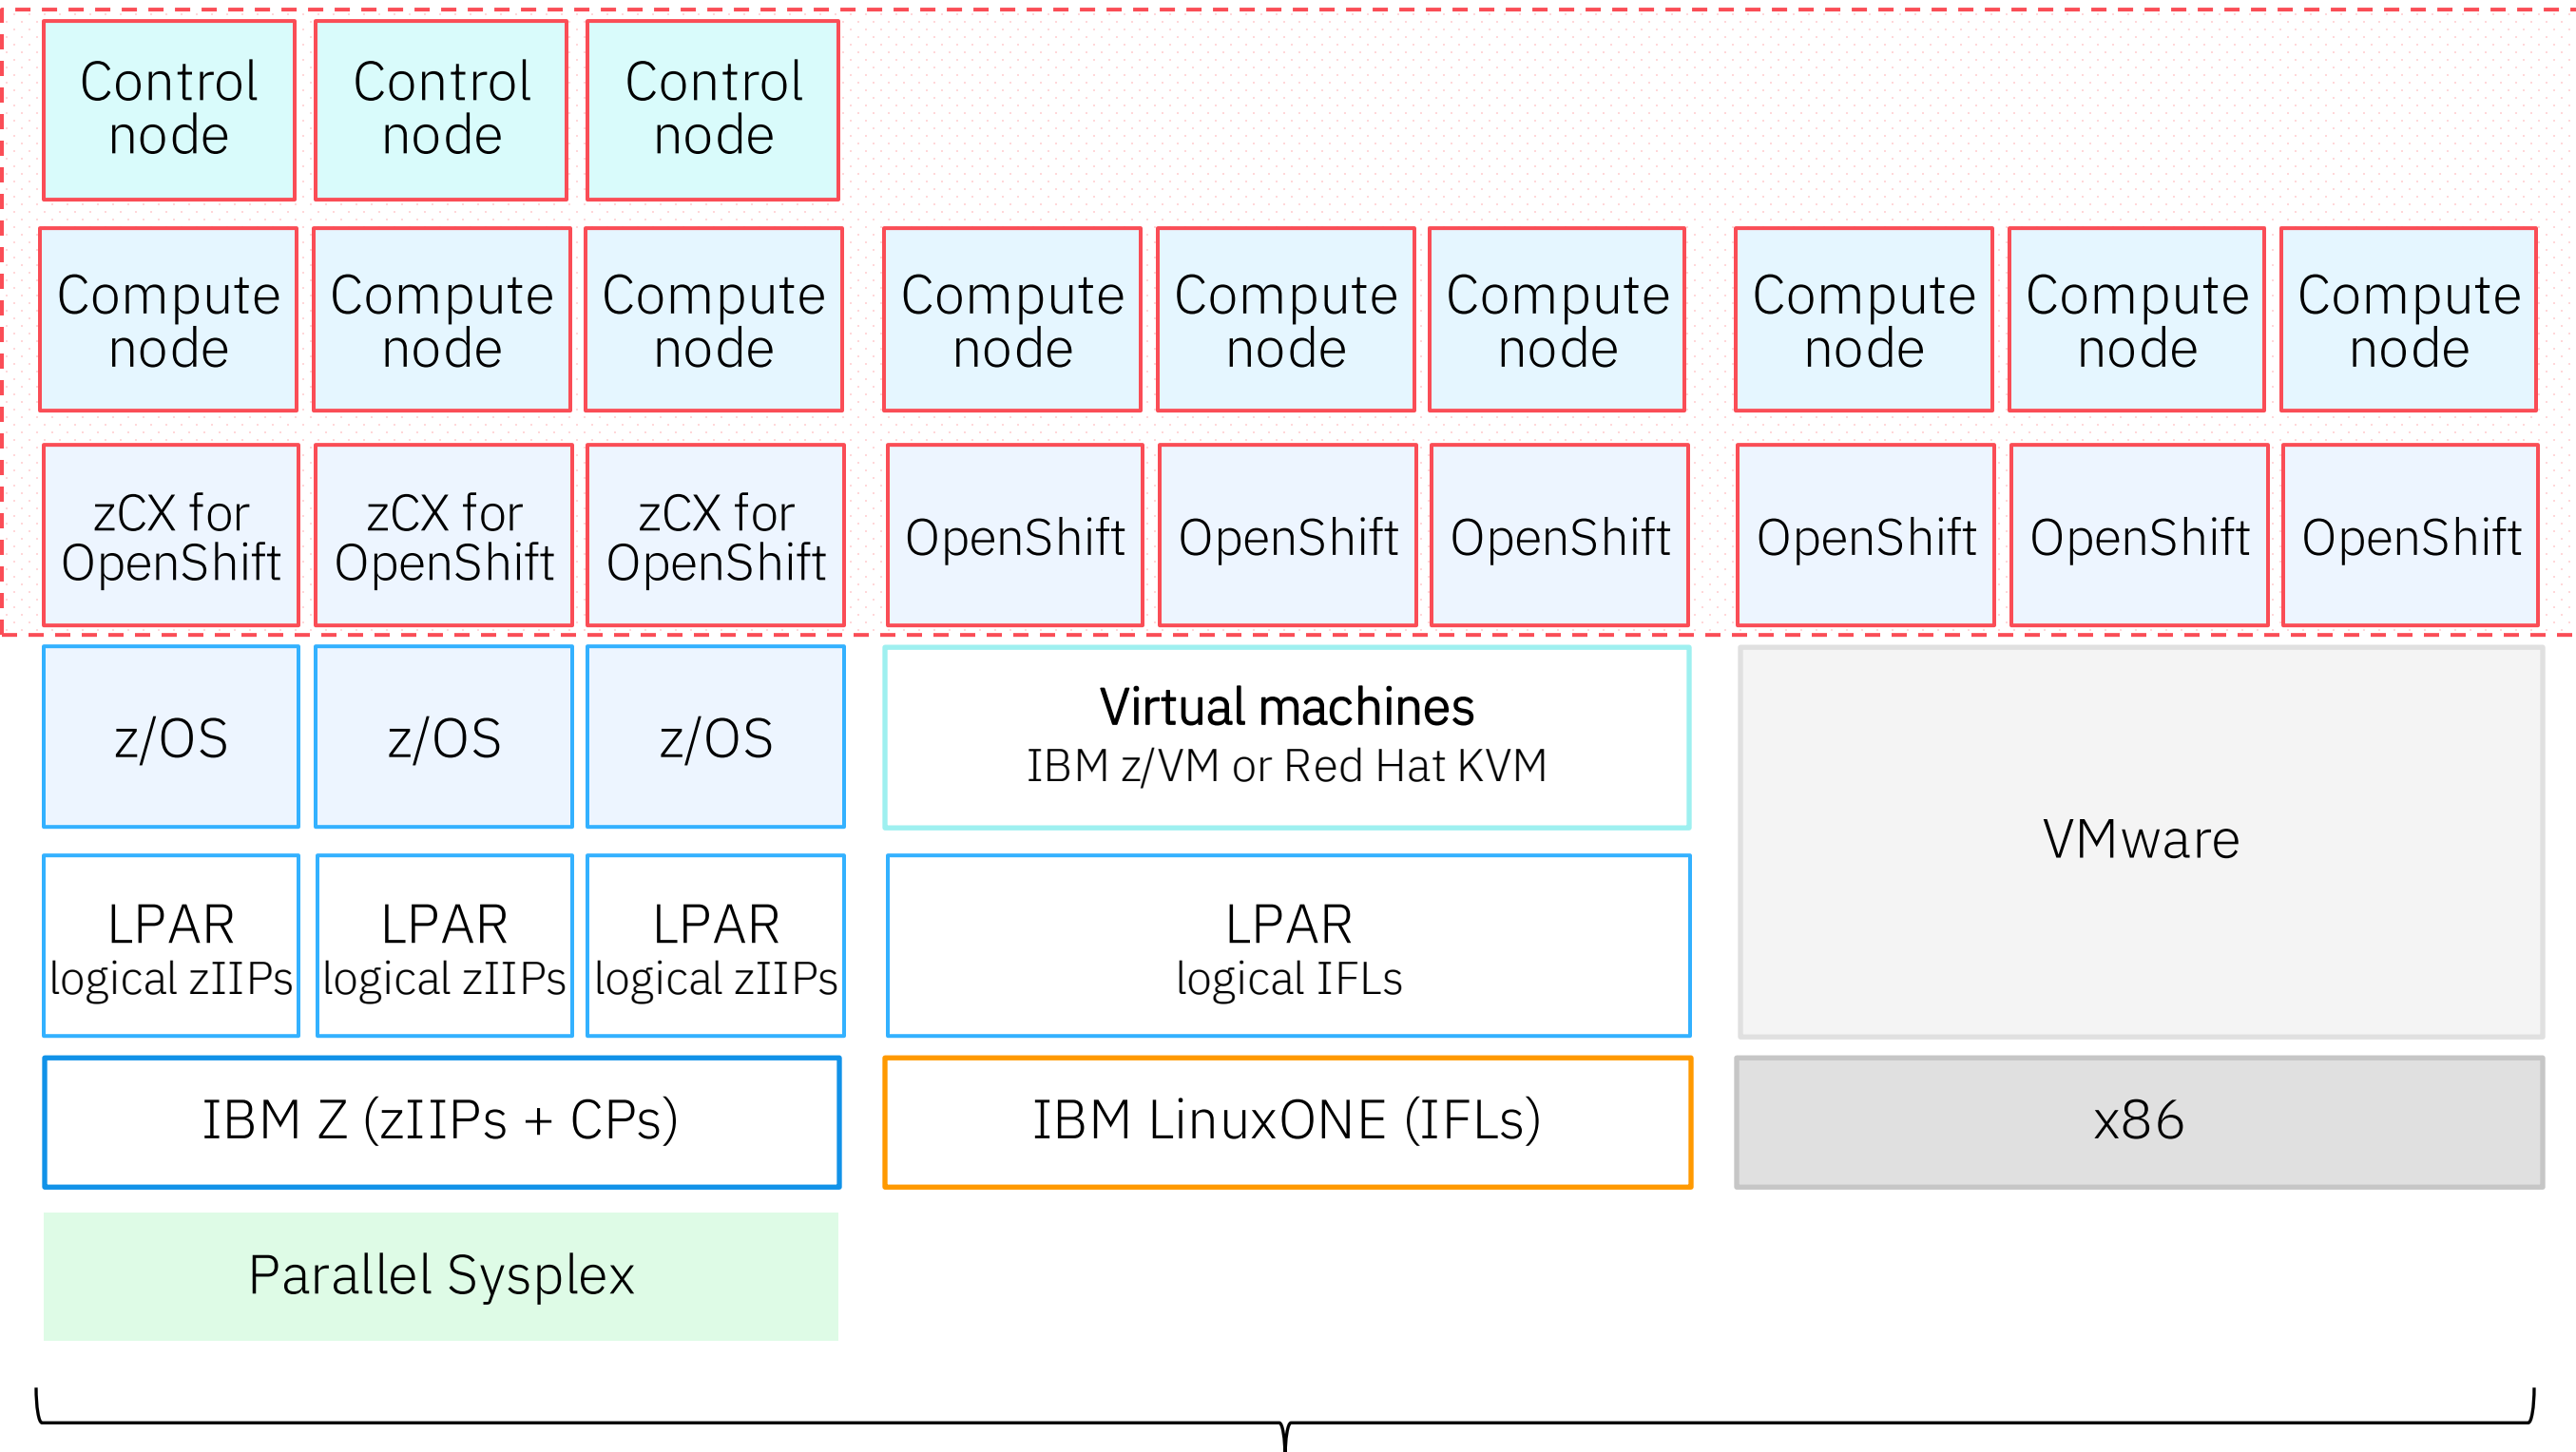 Control
node
Control
node
Control
node
Compute
node
Compute
node
Compute
node
Compute
node
Compute
node
Compute
node
Compute
node
Compute
node
Compute
node
zCX for
OpenShift
zCX for
OpenShift
zCX for
OpenShift
OpenShift
OpenShift
OpenShift
OpenShift
OpenShift
OpenShift
z/OS
z/OS
z/OS
Virtual machines
IBM z/VM or Red Hat KVM
VMware
LPAR
logical zIIPs
LPAR
logical zIIPs
LPAR
logical zIIPs
LPAR
logical IFLs
IBM Z (zIIPs + CPs)
IBM LinuxONE (IFLs)
x86
Parallel Sysplex